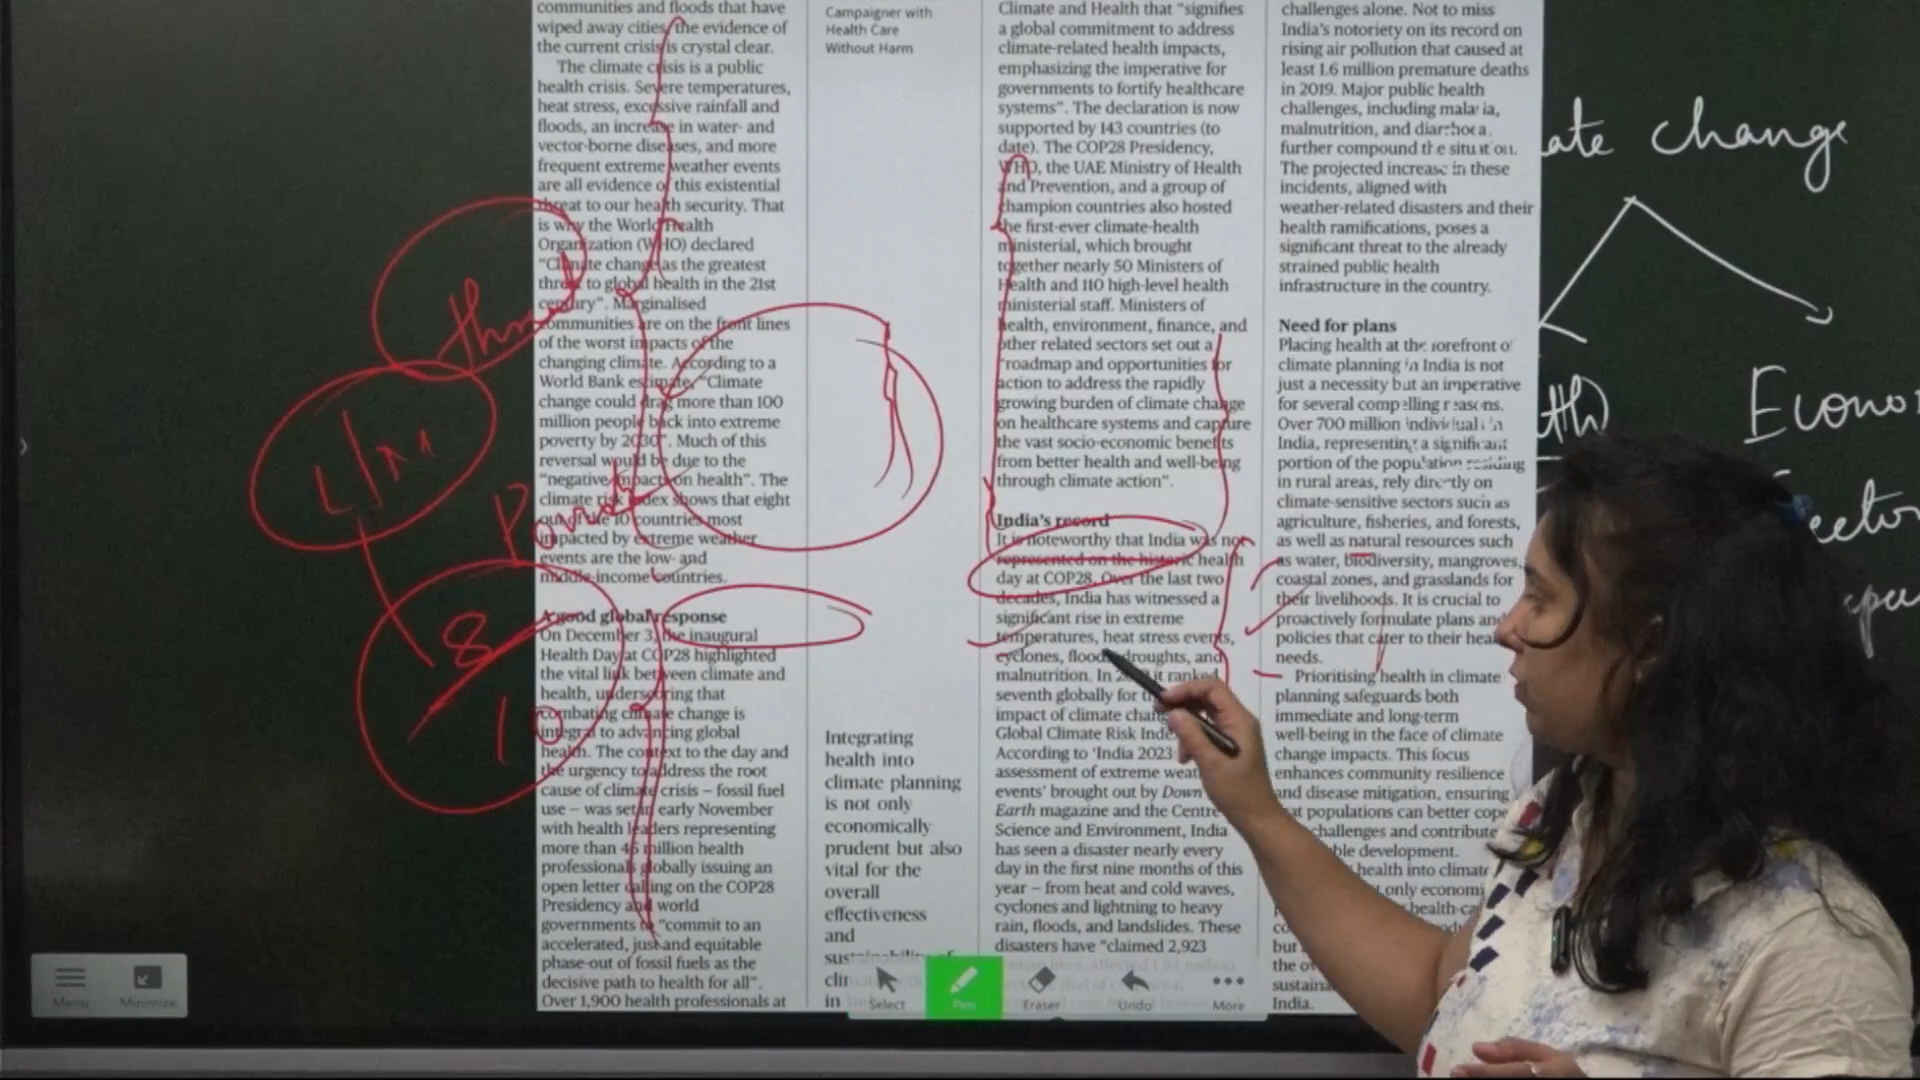 communities and floods that have
wiped away cities, the evidence of
the current crisis is crystal clear.
The climate crisis is a public
health crisis. Severe temperatures,
heat stress, excessive rainfall and
floods, an increase in water- and
vector-borne diseases, and more
frequent extreme weather events
are all evidence of this existential
threat to our health security. That
is why the World Health
Organization (WHO) declared
“Climate change as the greatest
threat to global health in the 21st
century”. Marginalised
communities are on the front lines
of the worst impacts of the
changing climate. According to a
World Bank estimate, “Climate
change could drag more than 100
million people back into extreme
poverty by 2030”. Much of this
reversal would be due to the
“negative impacts on health”. The
climate risk index shows that eight
out of the 10 countries most
impacted by extreme weather
events are the low- and
middle-income countries.
A good global response
On December 3, the inaugural
Health Day at COP28 highlighted
the vital link between climate and
health, underscoring that
combating climate change is
integral to advancing global
health. The context to the day and
the urgency to address the root
cause of climate crisis – fossil fuel
use – was set in early November
with health leaders representing
more than 46 million health
professionals globally issuing an
open letter calling on the COP28
Presidency and world
governments to “commit to an
accelerated, just and equitable
phase-out of fossil fuels as the
decisive path to health for all”.
Over 1,900 health professionals at
Campaigner with
Health Care
Without Harm
Integrating
health into
climate planning
is not only
economically
prudent but also
vital for the
overall
effectiveness
and
in
Climate and Health that “signifies
a global commitment to address
climate-related health impacts,
emphasizing the imperative for
governments to fortify healthcare
systems”. The declaration is now
supported by 143 countries (to
date). The COP28 Presidency,
WHO, the UAE Ministry of Health
and Prevention, and a group of
champion countries also hosted
the first-ever climate-health
ministerial, which brought
together nearly 50 Ministers of
Health and 110 high-level health
ministerial staff. Ministers of
health, environment, finance, and
other related sectors set out a
“roadmap and opportunities for
action to address the rapidly
growing burden of climate change
on healthcare systems and capture
the vast socio-economic benefits
from better health and well-being
through climate action”.
India’s record
It is noteworthy that India was not
represented on the historic health
day at COP28. Over the last two
decades, India has witnessed a
significant rise in extreme
temperatures, heat stress events,
cyclones, floods, droughts, and
malnutrition. In it ranked
seventh globally for
impact of climate
Global Climate Risk
According to ‘India 2023
assessment of extreme
events’ brought out by Down
Earth magazine and the Centre
Science and Environment, India
has seen a disaster nearly every
day in the first nine months of this
year – from heat and cold waves,
cyclones and lightning to heavy
rain, floods, and landslides. These
disasters have “claimed 2,923
challenges alone. Not to miss
India’s notoriety on its record on
rising air pollution that caused at
least 1.6 million premature deaths
in 2019. Major public health
challenges, including malaria,
malnutrition, and diarrhoea,
further compound the situation.
The projected increase in these
incidents, aligned with
weather-related disasters and their
health ramifications, poses a
significant threat to the already
strained public health
infrastructure in the country.
Need for plans
Placing health at the forefront of
climate planning in India is not
just a necessity but an imperative
for several compelling reasons.
Over 700 million individuals in
India, representing a significant
portion of the population residing
in rural areas, rely directly on
climate-sensitive sectors such as
agriculture, fisheries, and forests,
as well as natural resources such
as water, biodiversity, mangroves,
coastal zones, and grasslands for
their livelihoods. It is crucial to
proactively formulate plans and
policies that cater to their
needs.
Prioritising health in climate
planning safeguards both
immediate and long-term
well-being in the face of climate
change impacts. This focus
enhances community resilience
and disease mitigation, ensuring
populations can better cope
challenges and contribute
development.
health into climate
only
the
India.
8
10
change
Menu
Minimize
Select
Pen
Eraser
Undo
More